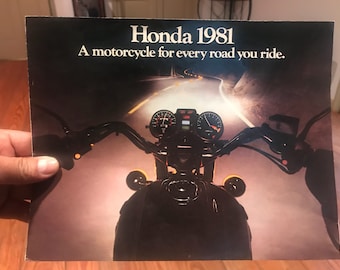 Honda 1981
A motorcycle for every road you ride.